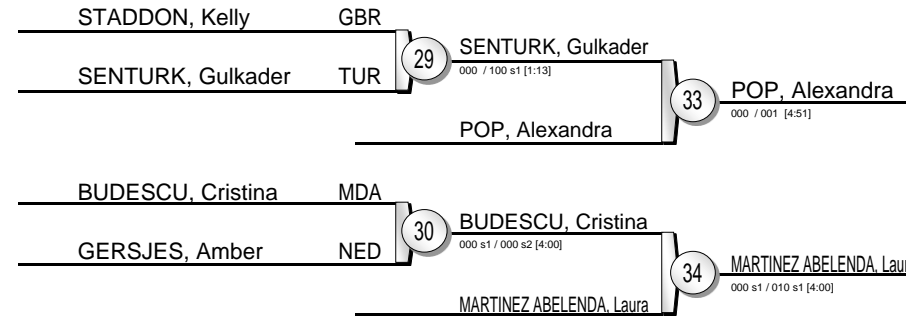 STADDON, Kelly GBR
29
SENTURK, Gulkader
000 / 100 s1 [1:13]
SENTURK, Gulkader TUR
33
POP, Alexandra
000 / 001 [4:51]
POP, Alexandra
BUDESCU, Cristina MDA
30
BUDESCU, Cristina
000 s1 / 000 s2 [4:00]
GERSJES, Amber NED
34
MARTINEZ ABELENDA, Laur
000 s1 / 010 s1 [4:00]
MARTINEZ ABELENDA, Laura